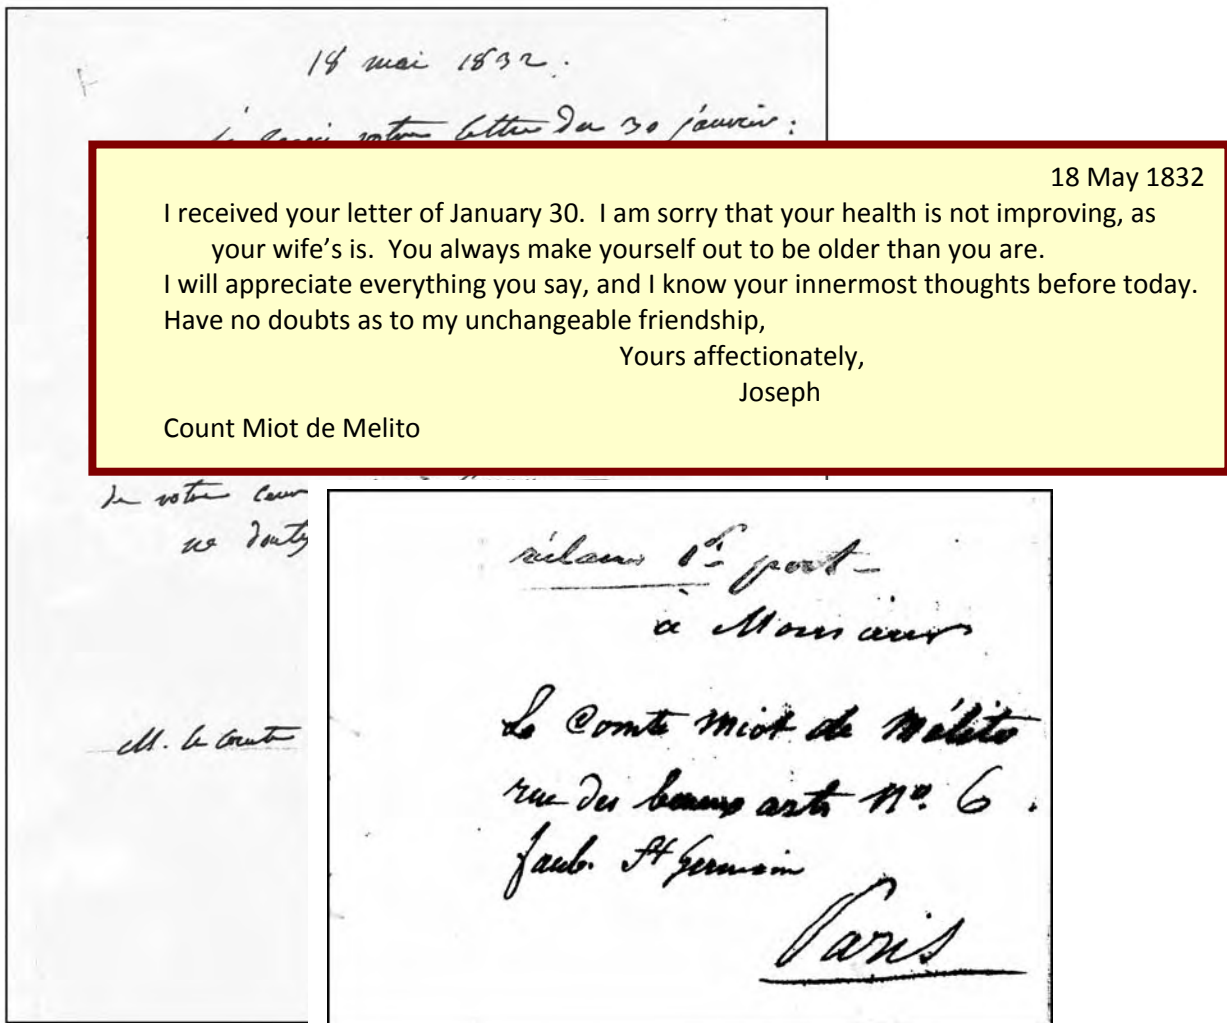 18 mai 1832.
votre lettre du 30 janvier:
18 May 1832
I received your letter of January 30.  I am sorry that your health is not improving, as
your wife’s is.  You always make yourself out to be older than you are.
I will appreciate everything you say, and I know your innermost thoughts before today.
Have no doubts as to my unchangeable friendship,
Yours affectionately,
Joseph
Count Miot de Melito
de votre
ne
M. le Comte
port -
à Monsieur
Le Comte Miot de Mélito
rue des beaux arts No. 6.
faub. St Germain
Paris